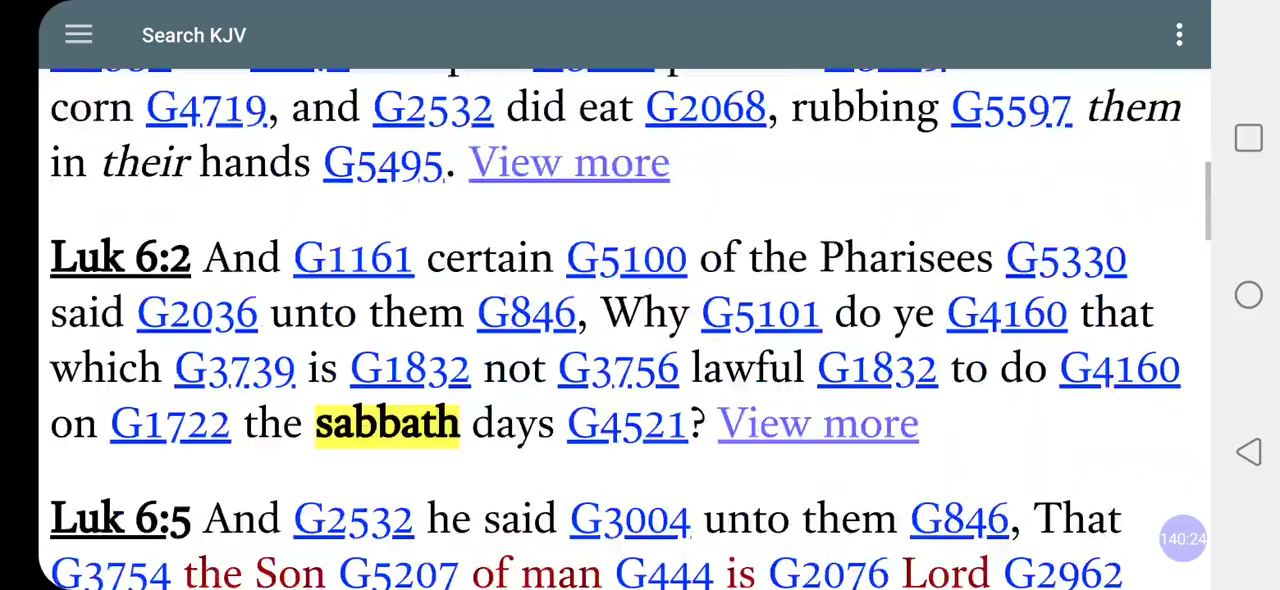 Search KJV
corn G4719, and G2532 did eat G2068, rubbing G5597 them
in their hands G5495. View more
Luk 6:2 And G1161 certain G5100 of the Pharisees G5330
said G2036 unto them G846, Why G5101 do ye G4160 that
which G3739 is G1832 not G3756 lawful G1832 to do G4160
on G1722 the sabbath days G4521? View more
Luk 6:5 And G2532 he said G3004 unto them G846, That
140:24
G3754 the Son G5207 of man G444 is G2076 Lord G2962